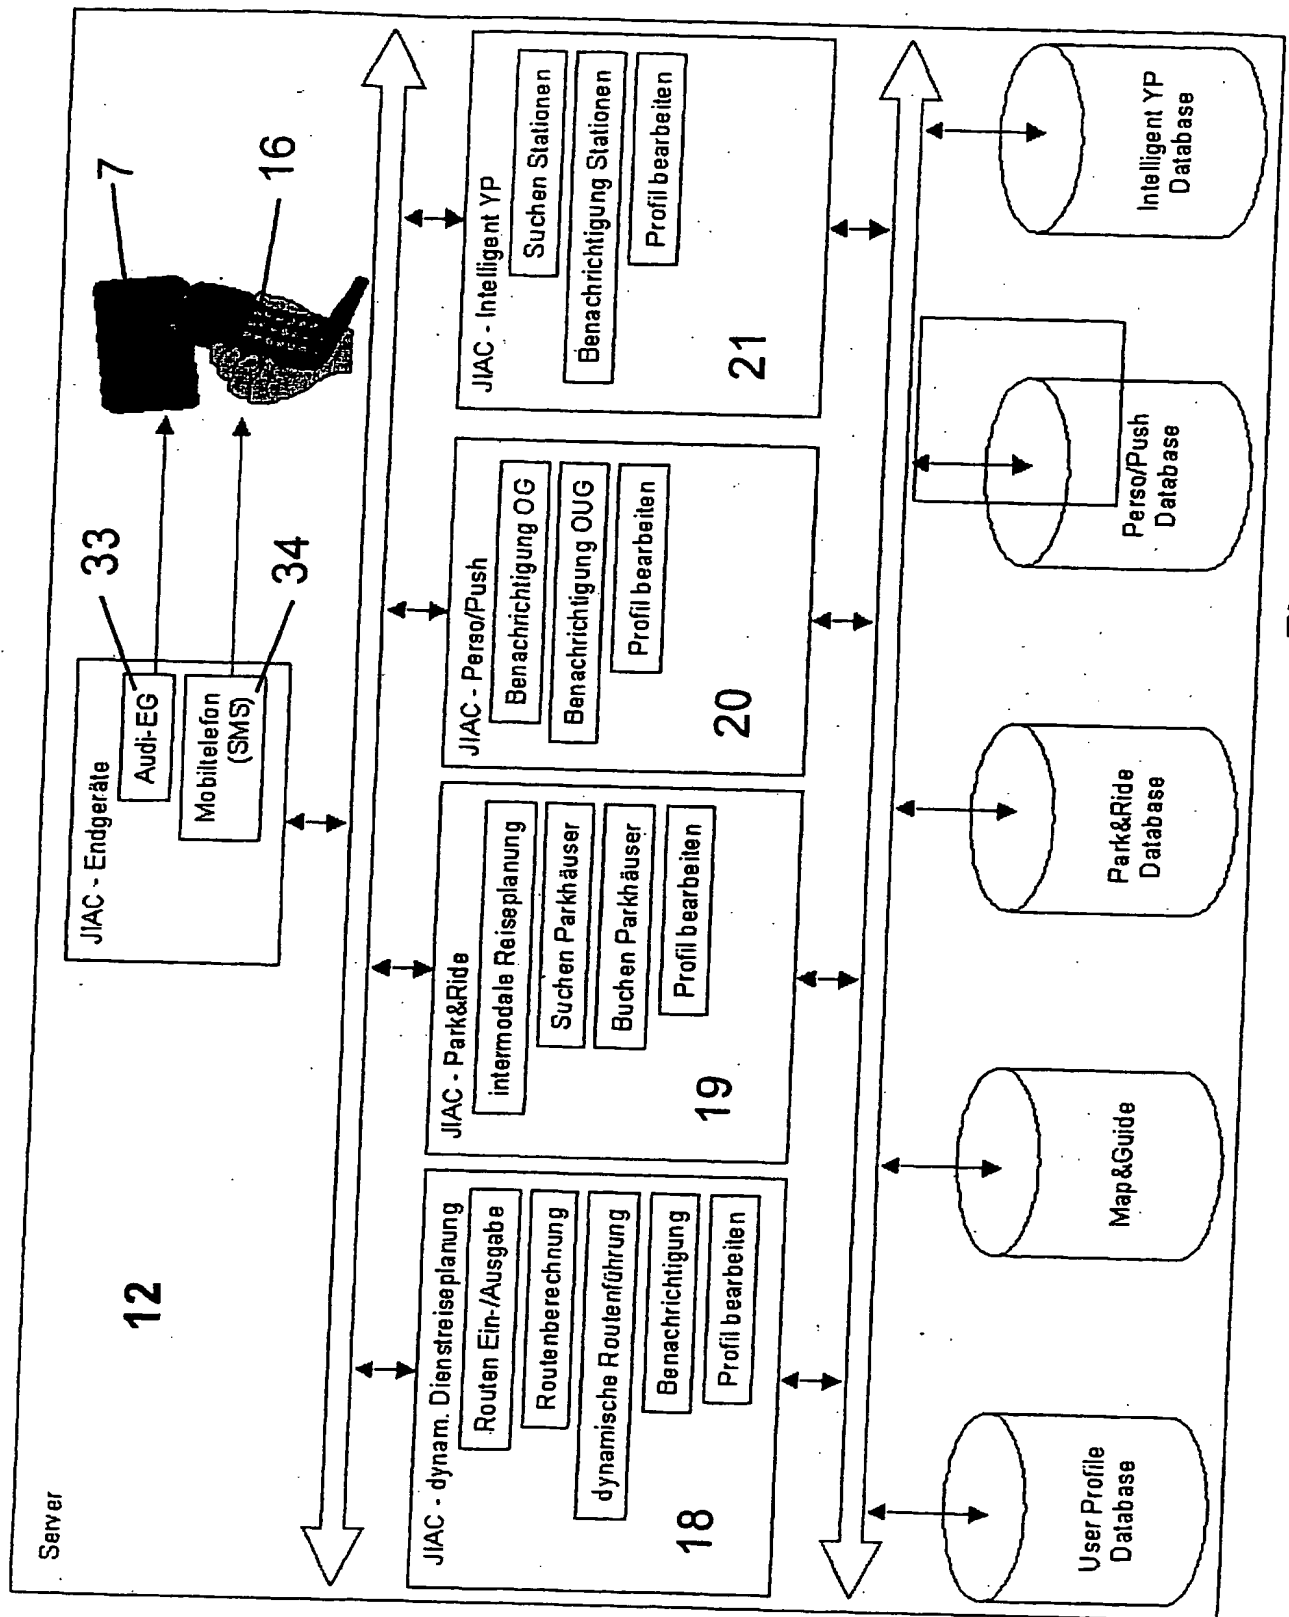 Server
12
JIAC - Endgeräte
Audi-EG
Mobiltelefon
(SMS)
33
34
7
16
JIAC - dynam. Dienstreiseplanung
Routen Ein-/Ausgabe
Routenberechnung
dynamische Routenführung
Benachrichtigung
Profil bearbeiten
18
JIAC - Park&Ride
intermodale Reiseplanung
Suchen Parkhäuser
Buchen Parkhäuser
Profil bearbeiten
19
JIAC - Perso/Push
Benachrichtigung OG
Benachrichtigung OUG
Profil bearbeiten
20
JIAC - Intelligent YP
Suchen Stationen
Benachrichtigung Stationen
Profil bearbeiten
21
User Profile
Database
Map&Guide
Park&Ride
Database
Perso/Push
Database
Intelligent YP
Database